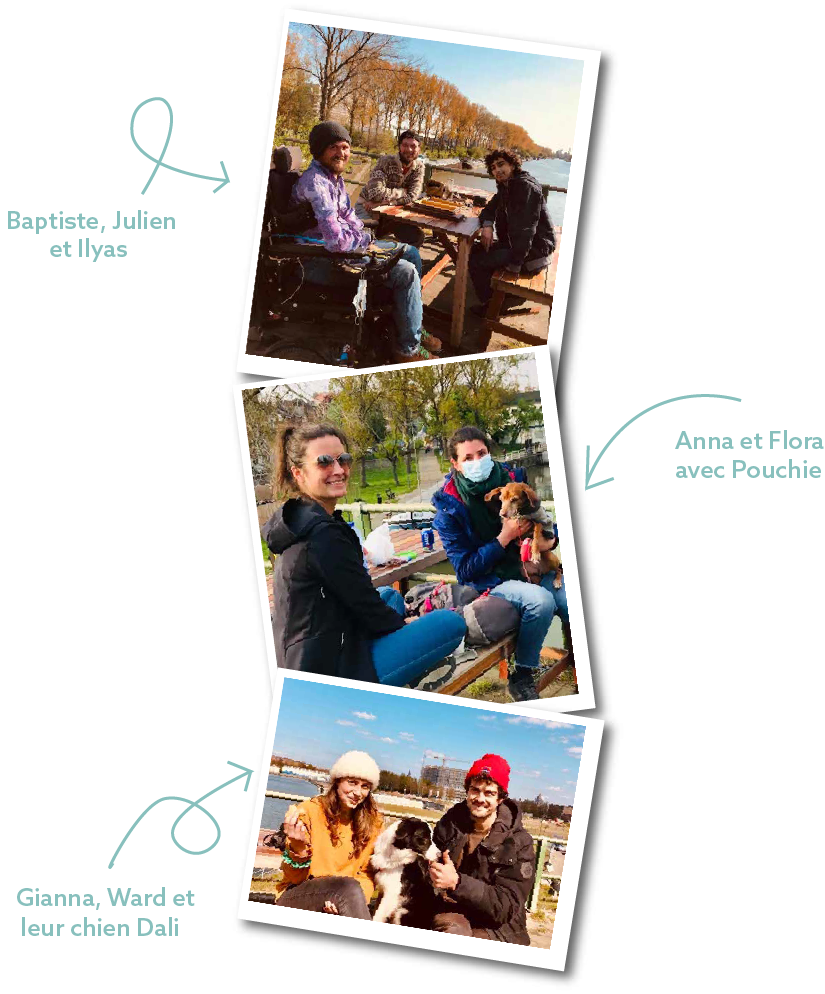 Baptiste, Julien
et Ilyas
Anna et Flora
avec Pouchie
Gianna, Ward et
leur chien Dali